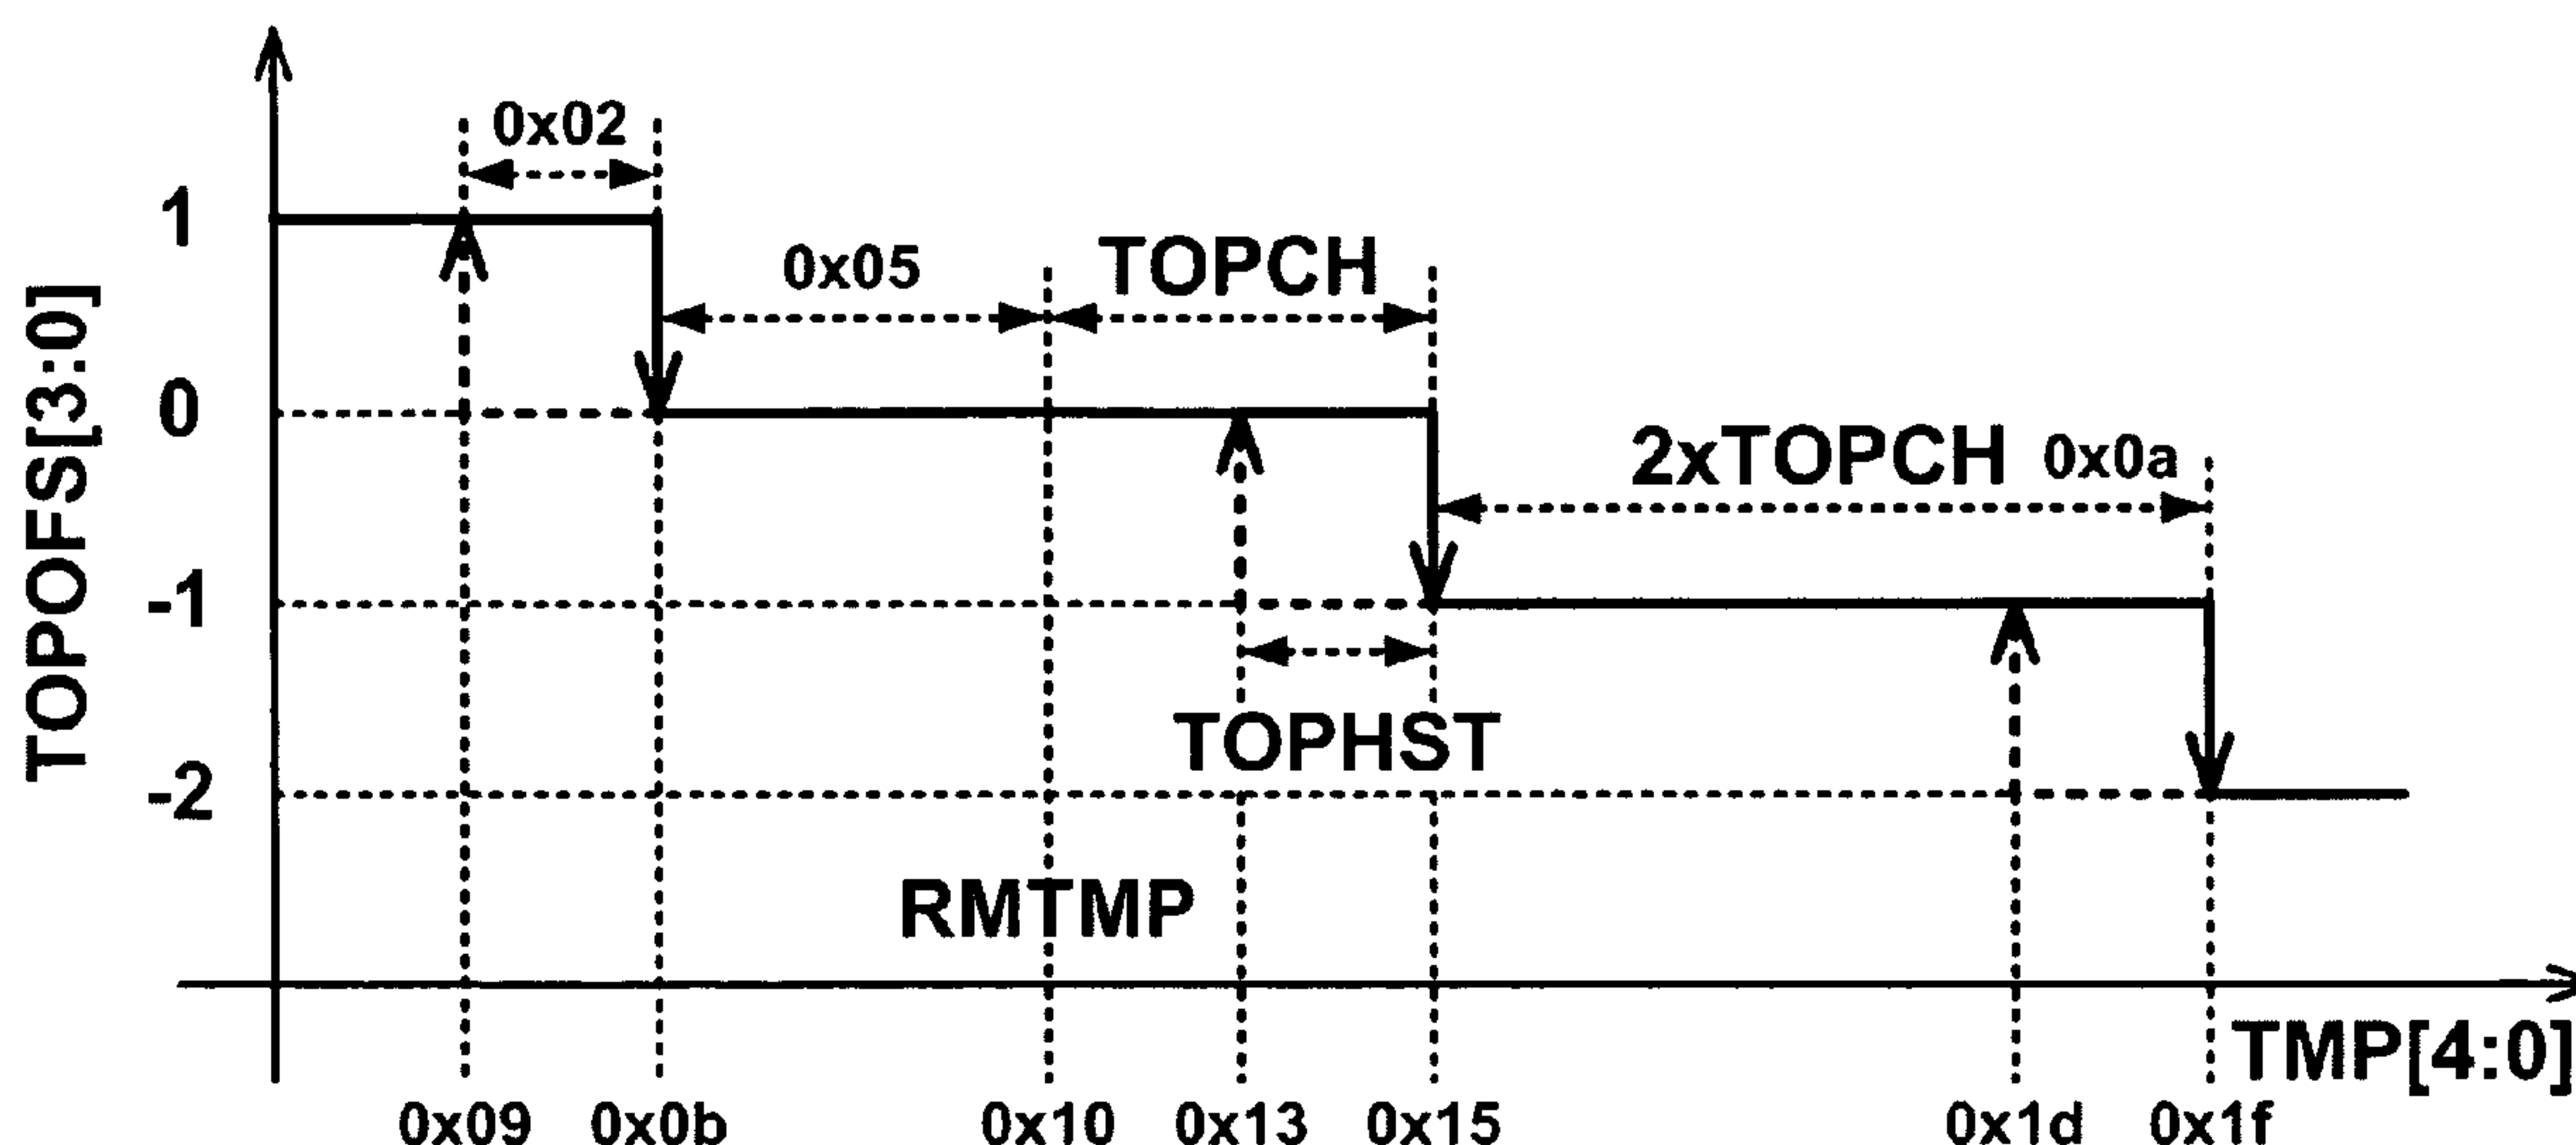 0x02
1
0x05
TOPCH
0
2xTOPCH 0x0a
-1
TOPHST
-2
RMTMP
TOPOFS[3:0]
TMP[4:0]
0x09 0x0b 0x10 0x13 0x15 0x1d 0x1f